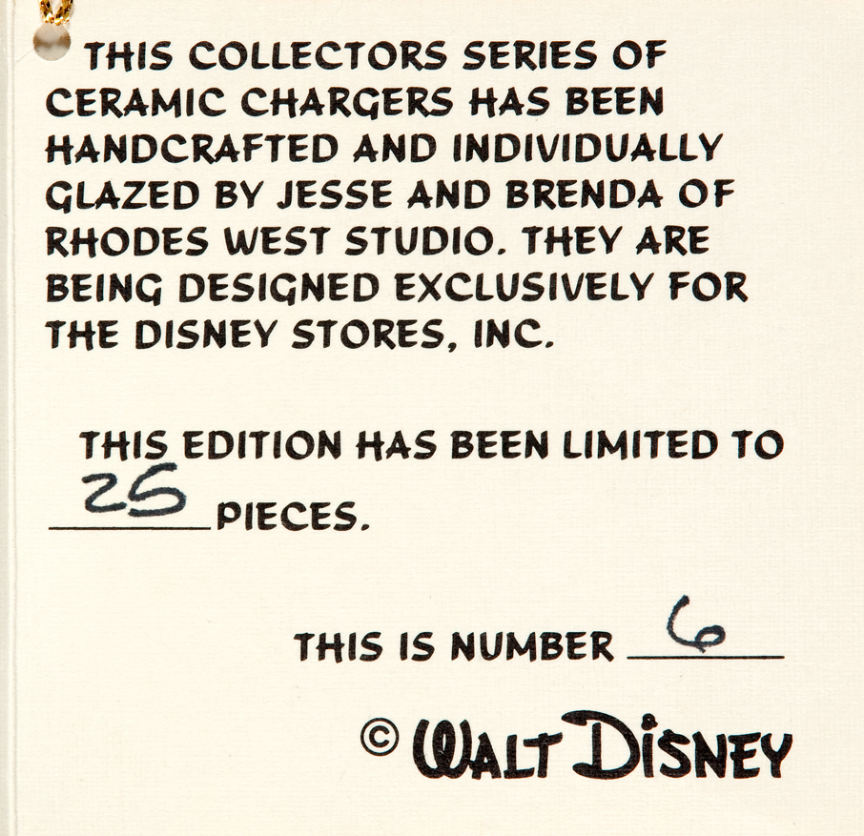 THIS COLLECTORS SERIES OF
CERAMIC CHARGERS HAS BEEN
HANDCRAFTED AND INDIVIDUALLY
GLAZED BY JESSE AND BRENDA OF
RHODES WEST STUDIO. THEY ARE
BEING DESIGNED EXCLUSIVELY FOR
THE DISNEY STORES, INC.
THIS EDITION HAS BEEN LIMITED TO
25 PIECES.
THIS IS NUMBER 6
© WALT DISNEY